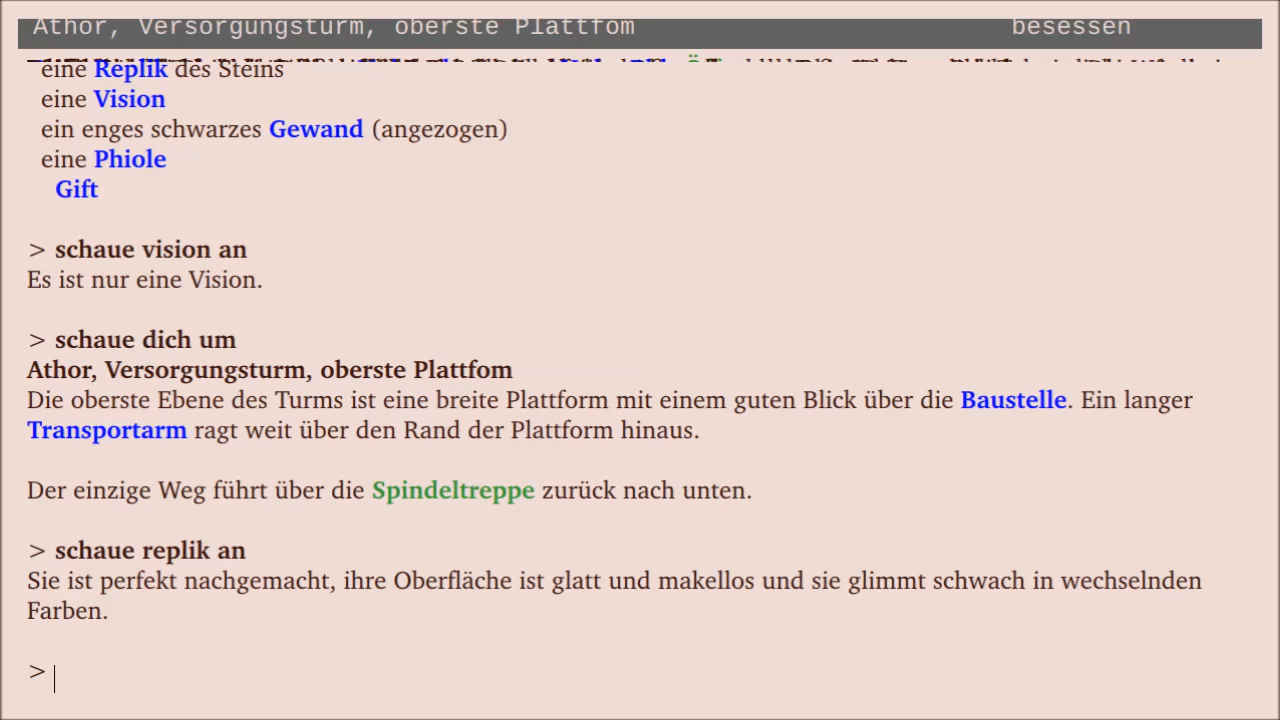 Athor, Versorgungsturm, oberste Plattfom besessen
eine Replik des Steins
eine Vision
ein enges schwarzes Gewand (angezogen)
eine Phiole
Gift
> schaue vision an
Es ist nur eine Vision.
> schaue dich um
Athor, Versorgungsturm, oberste Plattfom
Die oberste Ebene des Turms ist eine breite Plattform mit einem guten Blick über die Baustelle. Ein langer
Transportarm ragt weit über den Rand der Plattform hinaus.
Der einzige Weg führt über die Spindeltreppe zurück nach unten.
> schaue replik an
Sie ist perfekt nachgemacht, ihre Oberfläche ist glatt und makellos und sie glimmt schwach in wechselnden
Farben.
>